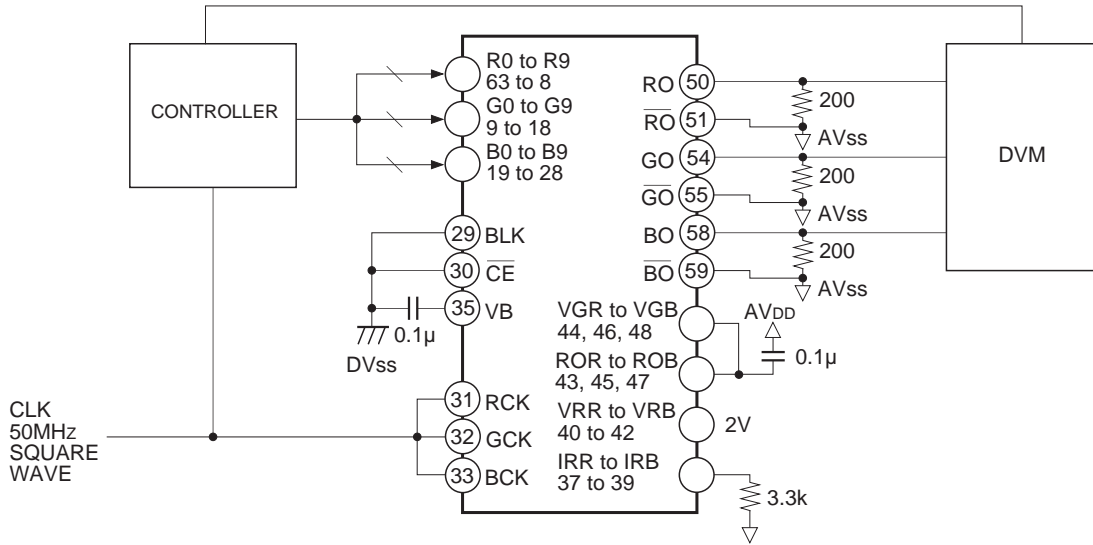 CONTROLLER
R0 to R9
63 to 8
G0 to G9
9 to 18
B0 to B9
19 to 28
29 BLK
30 CE
35 VB
0.1µ
DVss
31 RCK
32 GCK
33 BCK
CLK
50MHz
SQUARE
WAVE
RO 50
RO 51
GO 54
GO 55
BO 58
BO 59
200
AVss
200
AVss
200
AVss
DVM
VGR to VGB
44, 46, 48
ROR to ROB
43, 45, 47
VRR to VRB
40 to 42
IRR to IRB
37 to 39
AVDD
0.1µ
2V
3.3k